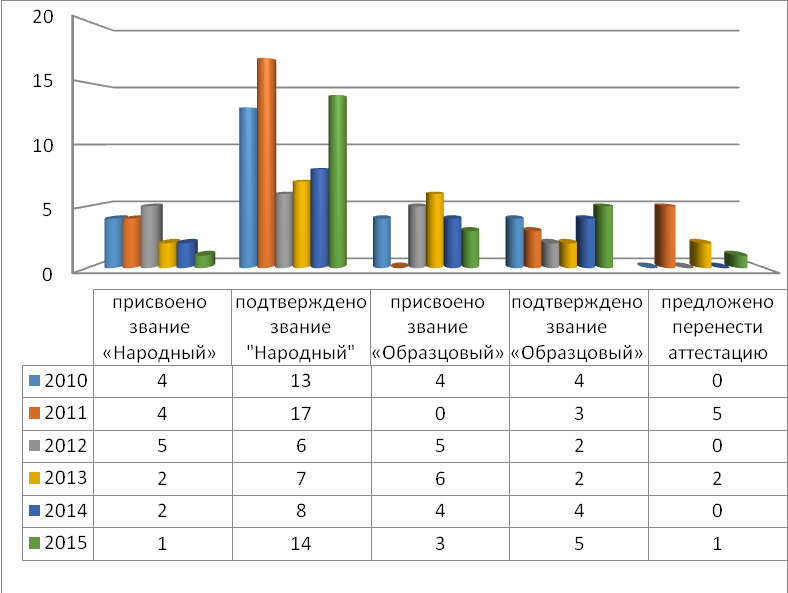 20
15
10
5
0
присвоено звание «Народный»
подтверждено звание "Народный"
присвоено звание «Образцовый»
подтверждено звание «Образцовый»
предложено перенести аттестацию
2010 4 13 4 4 0
2011 4 17 0 3 5
2012 5 6 5 2 0
2013 2 7 6 2 2
2014 2 8 4 4 0
2015 1 14 3 5 1